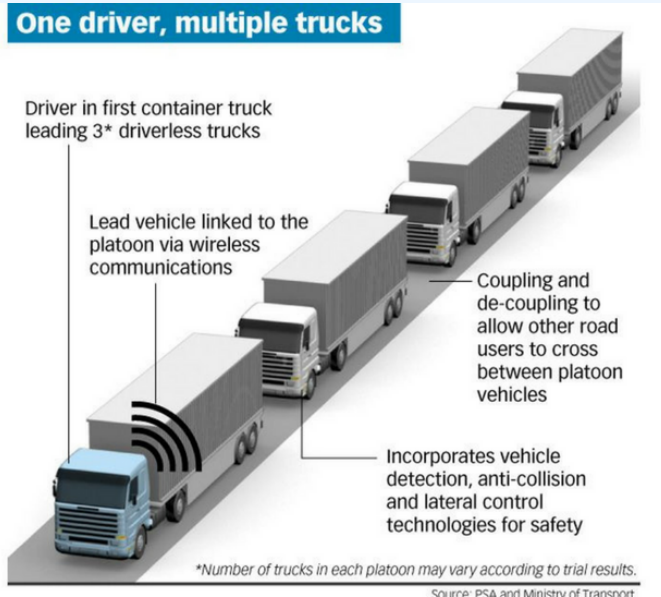 One driver, multiple trucks
Driver in first container truck
leading 3* driverless trucks
Lead vehicle linked to the
platoon via wireless
communications
Coupling and
de-coupling to
allow other road
users to cross
between platoon
vehicles
Incorporates vehicle
detection, anti-collision
and lateral control
technologies for safety
*Number of trucks in each platoon may vary according to trial results.
Source: PSA and Ministry of Transport